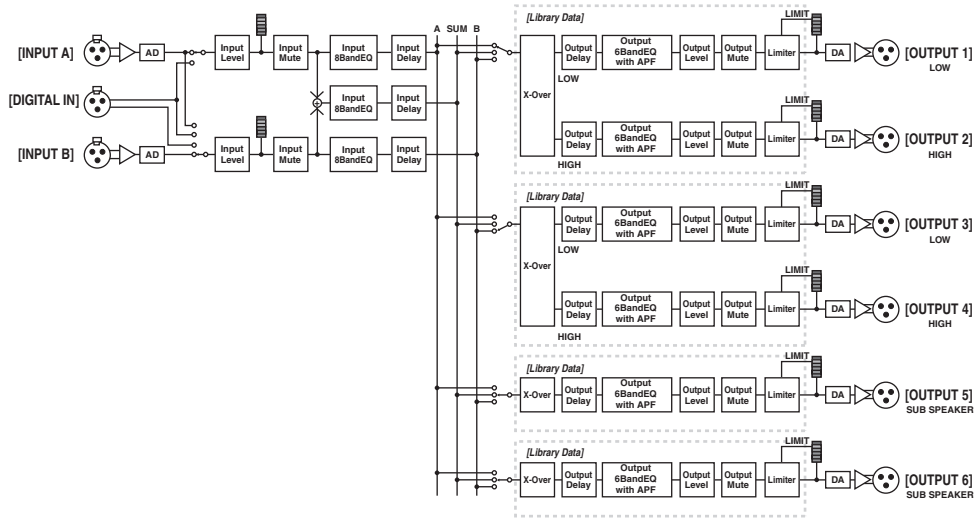 A SUM B
[INPUT A]
AD
Input Level
Input Mute
Input 8BandEQ
Input Delay
[DIGITAL IN]
Input 8BandEQ
Input Delay
[INPUT B]
AD
Input Level
Input Mute
Input 8BandEQ
Input Delay
[Library Data]
LIMIT
X-Over
Output Delay
Output 6BandEQ with APF
Output Level
Output Mute
Limiter
DA
[OUTPUT 1]
LOW
LOW
LIMIT
Output Delay
Output 6BandEQ with APF
Output Level
Output Mute
Limiter
DA
[OUTPUT 2]
HIGH
HIGH
[Library Data]
LIMIT
X-Over
Output Delay
Output 6BandEQ with APF
Output Level
Output Mute
Limiter
DA
[OUTPUT 3]
LOW
LOW
LIMIT
Output Delay
Output 6BandEQ with APF
Output Level
Output Mute
Limiter
DA
[OUTPUT 4]
HIGH
HIGH
[Library Data]
LIMIT
X-Over
Output Delay
Output 6BandEQ with APF
Output Level
Output Mute
Limiter
DA
[OUTPUT 5]
SUB SPEAKER
[Library Data]
LIMIT
X-Over
Output Delay
Output 6BandEQ with APF
Output Level
Output Mute
Limiter
DA
[OUTPUT 6]
SUB SPEAKER